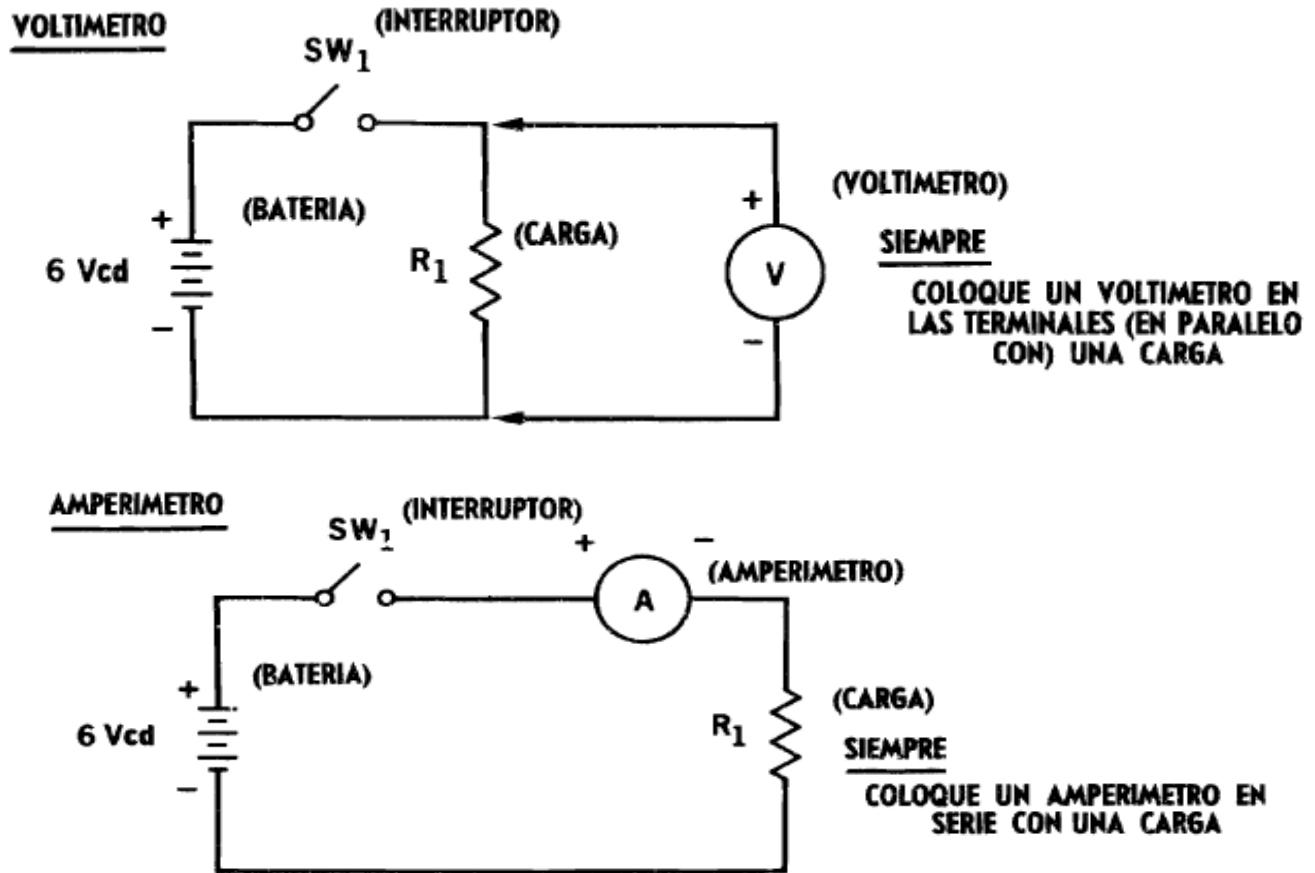 VOLTIMETRO
(INTERRUPTOR)
SW1
+
(BATERIA)
6 Vcd
−
R1
(CARGA)
+
V
−
(VOLTIMETRO)
SIEMPRE
COLOQUE UN VOLTIMETRO EN
LAS TERMINALES (EN PARALELO
CON) UNA CARGA
AMPERIMETRO
SW1
(INTERRUPTOR)
+
−
A
(AMPERIMETRO)
+
(BATERIA)
6 Vcd
−
R1
(CARGA)
SIEMPRE
COLOQUE UN AMPERIMETRO EN
SERIE CON UNA CARGA